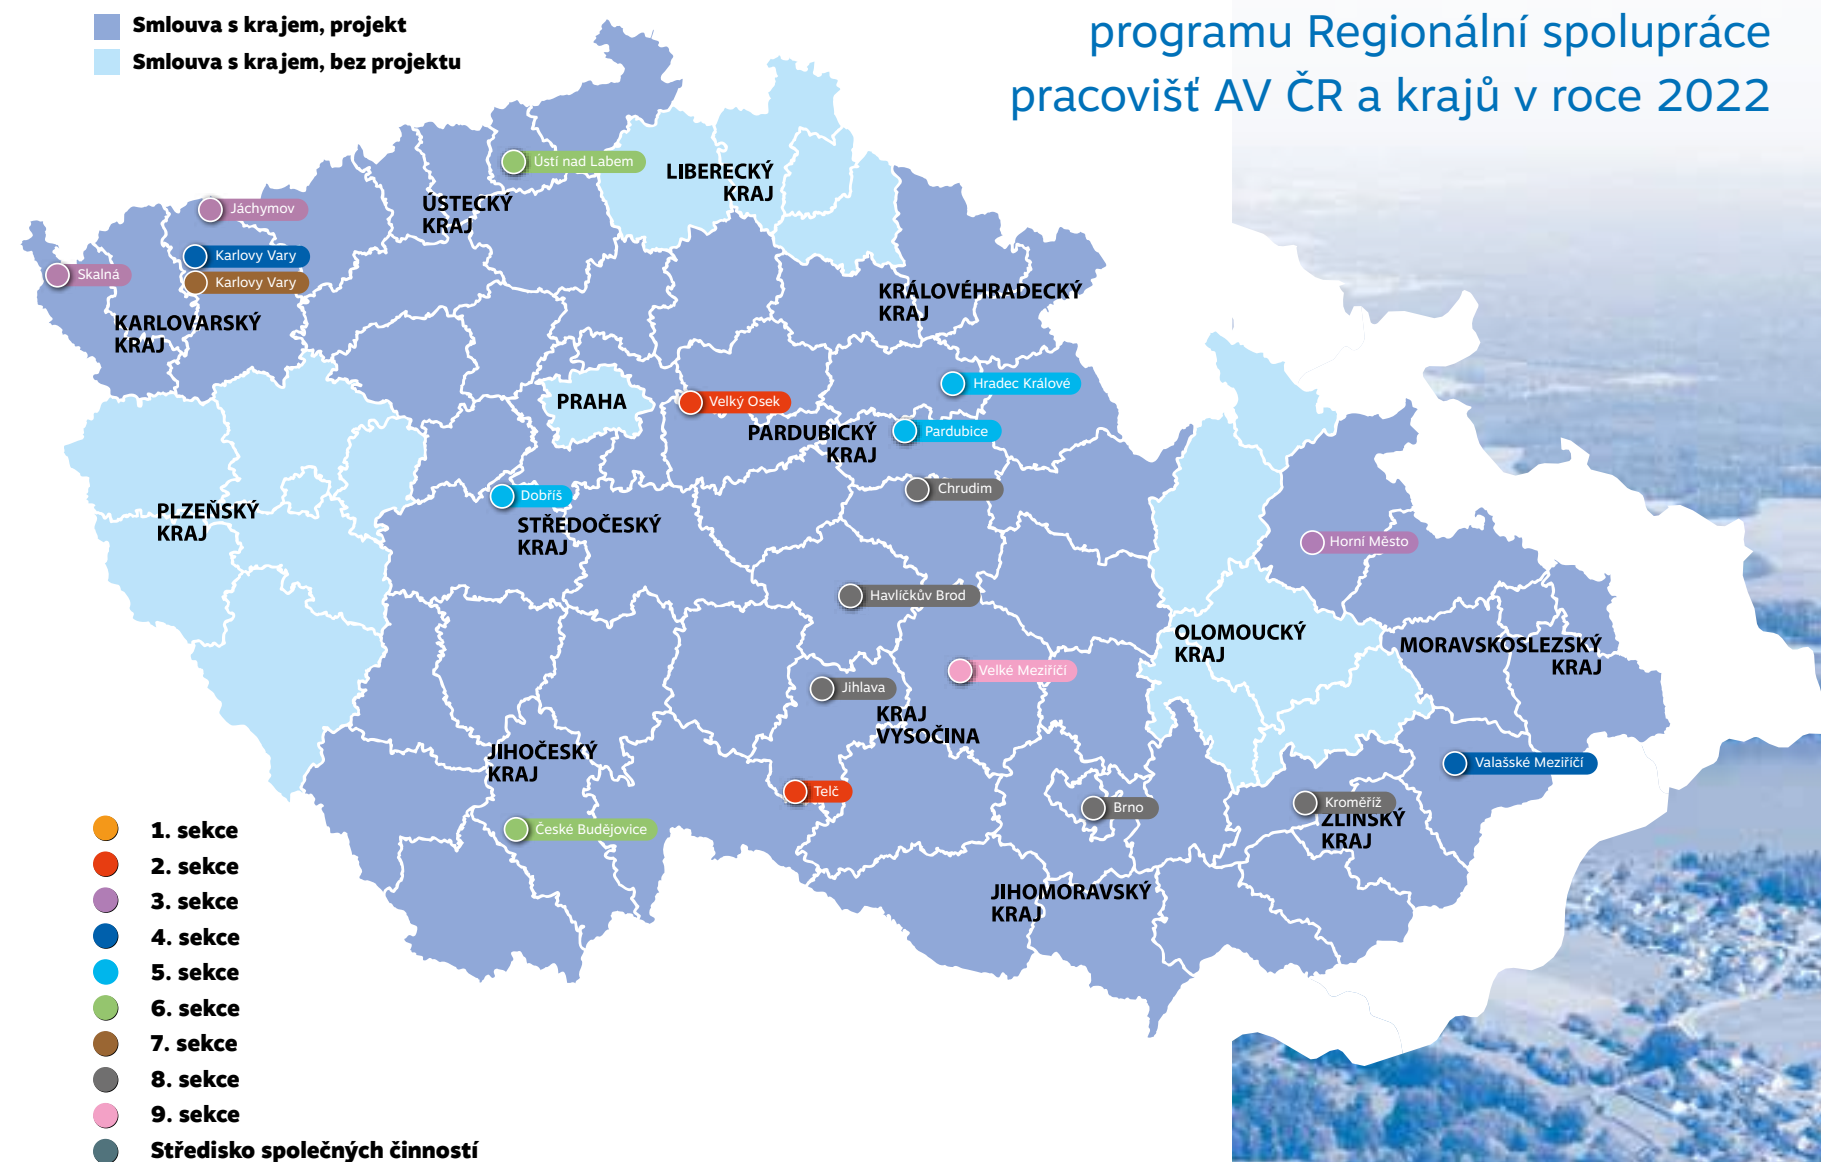 Smlouva s krajem, projekt
Smlouva s krajem, bez projektu
programu Regionální spolupráce
pracovišť AV ČR a krajů v roce 2022
Ústí nad Labem
LIBERECKÝ
KRAJ
Jáchymov
ÚSTECKÝ
KRAJ
Karlovy Vary
Skalná
Karlovy Vary
KRÁLOVÉHRADECKÝ
KRAJ
KARLOVARSKÝ
KRAJ
Hradec Králové
PRAHA
Velký Osek
PARDUBICKÝ
KRAJ
Pardubice
Chrudim
Dobříš
PLZEŇSKÝ
KRAJ
STŘEDOČESKÝ
KRAJ
Horní Město
Havlíčkův Brod
OLOMOUCKÝ
KRAJ
MORAVSKOSLEZSKÝ
KRAJ
Velké Meziříčí
Jihlava
KRAJ
VYSOČINA
JIHOČESKÝ
KRAJ
Valašské Meziříčí
Telč
Brno
Kroměříž
ZLÍNSKÝ
KRAJ
České Budějovice
JIHOMORAVSKÝ
KRAJ
1. sekce
2. sekce
3. sekce
4. sekce
5. sekce
6. sekce
7. sekce
8. sekce
9. sekce
Středisko společných činností